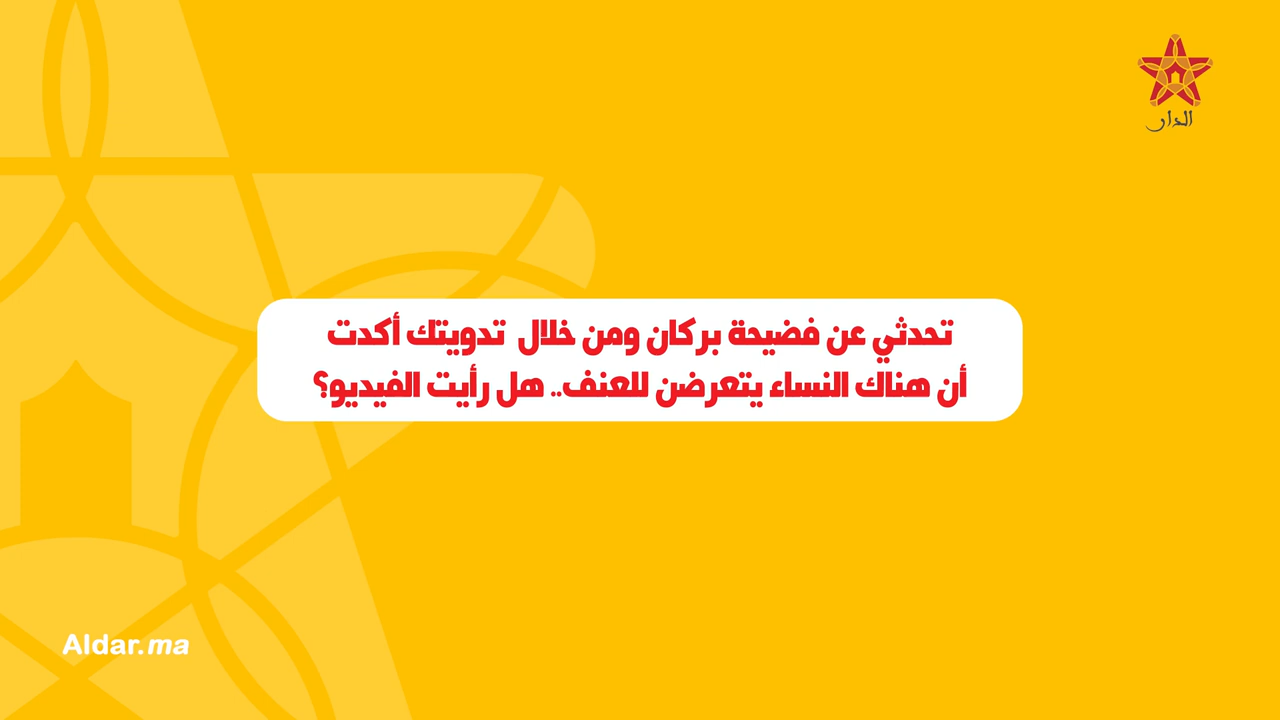 الدار
تحدثي عن فضيحة بركان ومن خلال تدويتك أكدت
أن هناك النساء يتعرضن للعنف.. هل رأيت الفيديو؟
Aldar.ma